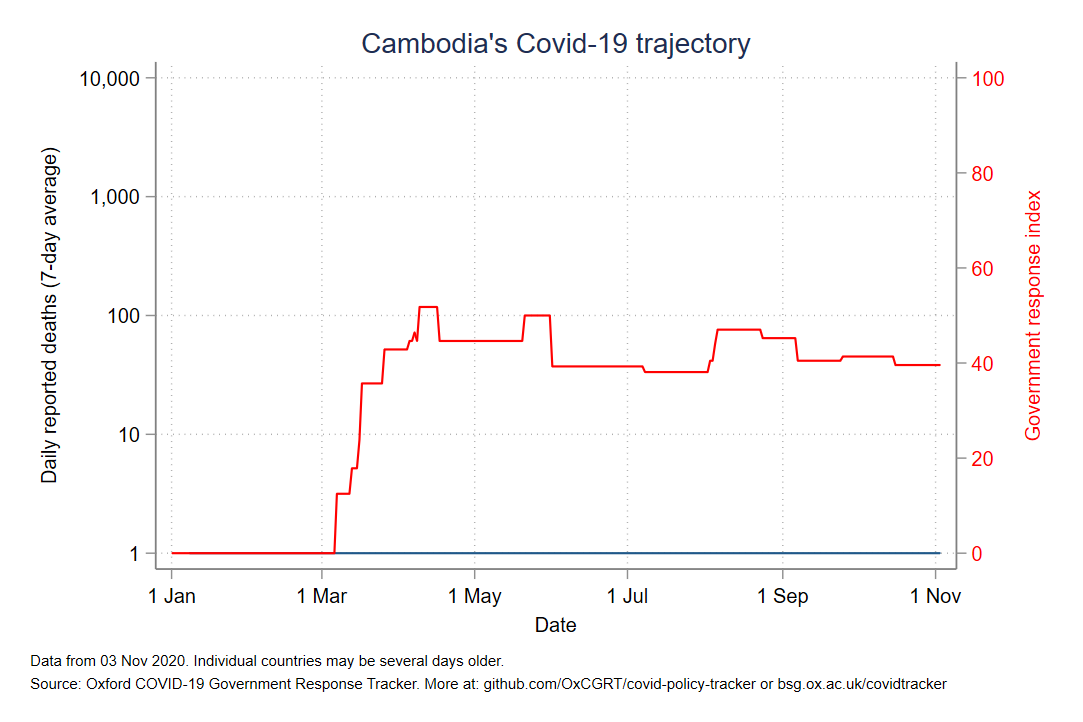 Cambodia's Covid-19 trajectory
Daily reported deaths (7-day average)
10,000
1,000
100
10
1
100
80
60
40
20
0
Government response index
1 Jan
1 Mar
1 May
1 Jul
1 Sep
1 Nov
Date
Data from 03 Nov 2020. Individual countries may be several days older.
Source: Oxford COVID-19 Government Response Tracker. More at: github.com/OxCGRT/covid-policy-tracker or bsg.ox.ac.uk/covidtracker